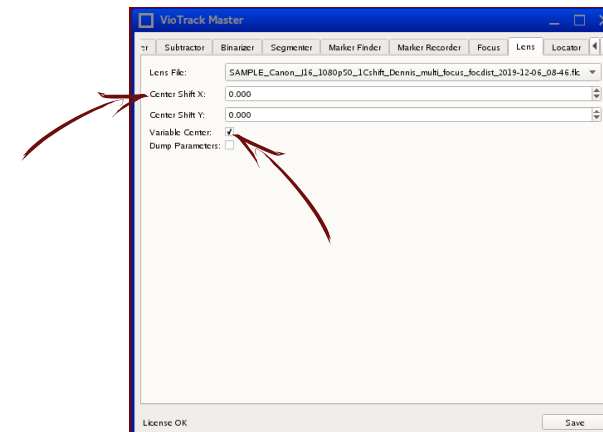 VioTrack Master
er Subtractor Binarizer Segmenter Marker Finder Marker Recorder Focus Lens Locator
Lens File: SAMPLE__Canon__J16_1080p50_1Cshift_Dennis_multi_focus_focdist_2019-12-06_08-46.flc
Center Shift X: 0.000
Center Shift Y: 0.000
Variable Center:
Dump Parameters:
License OK Save